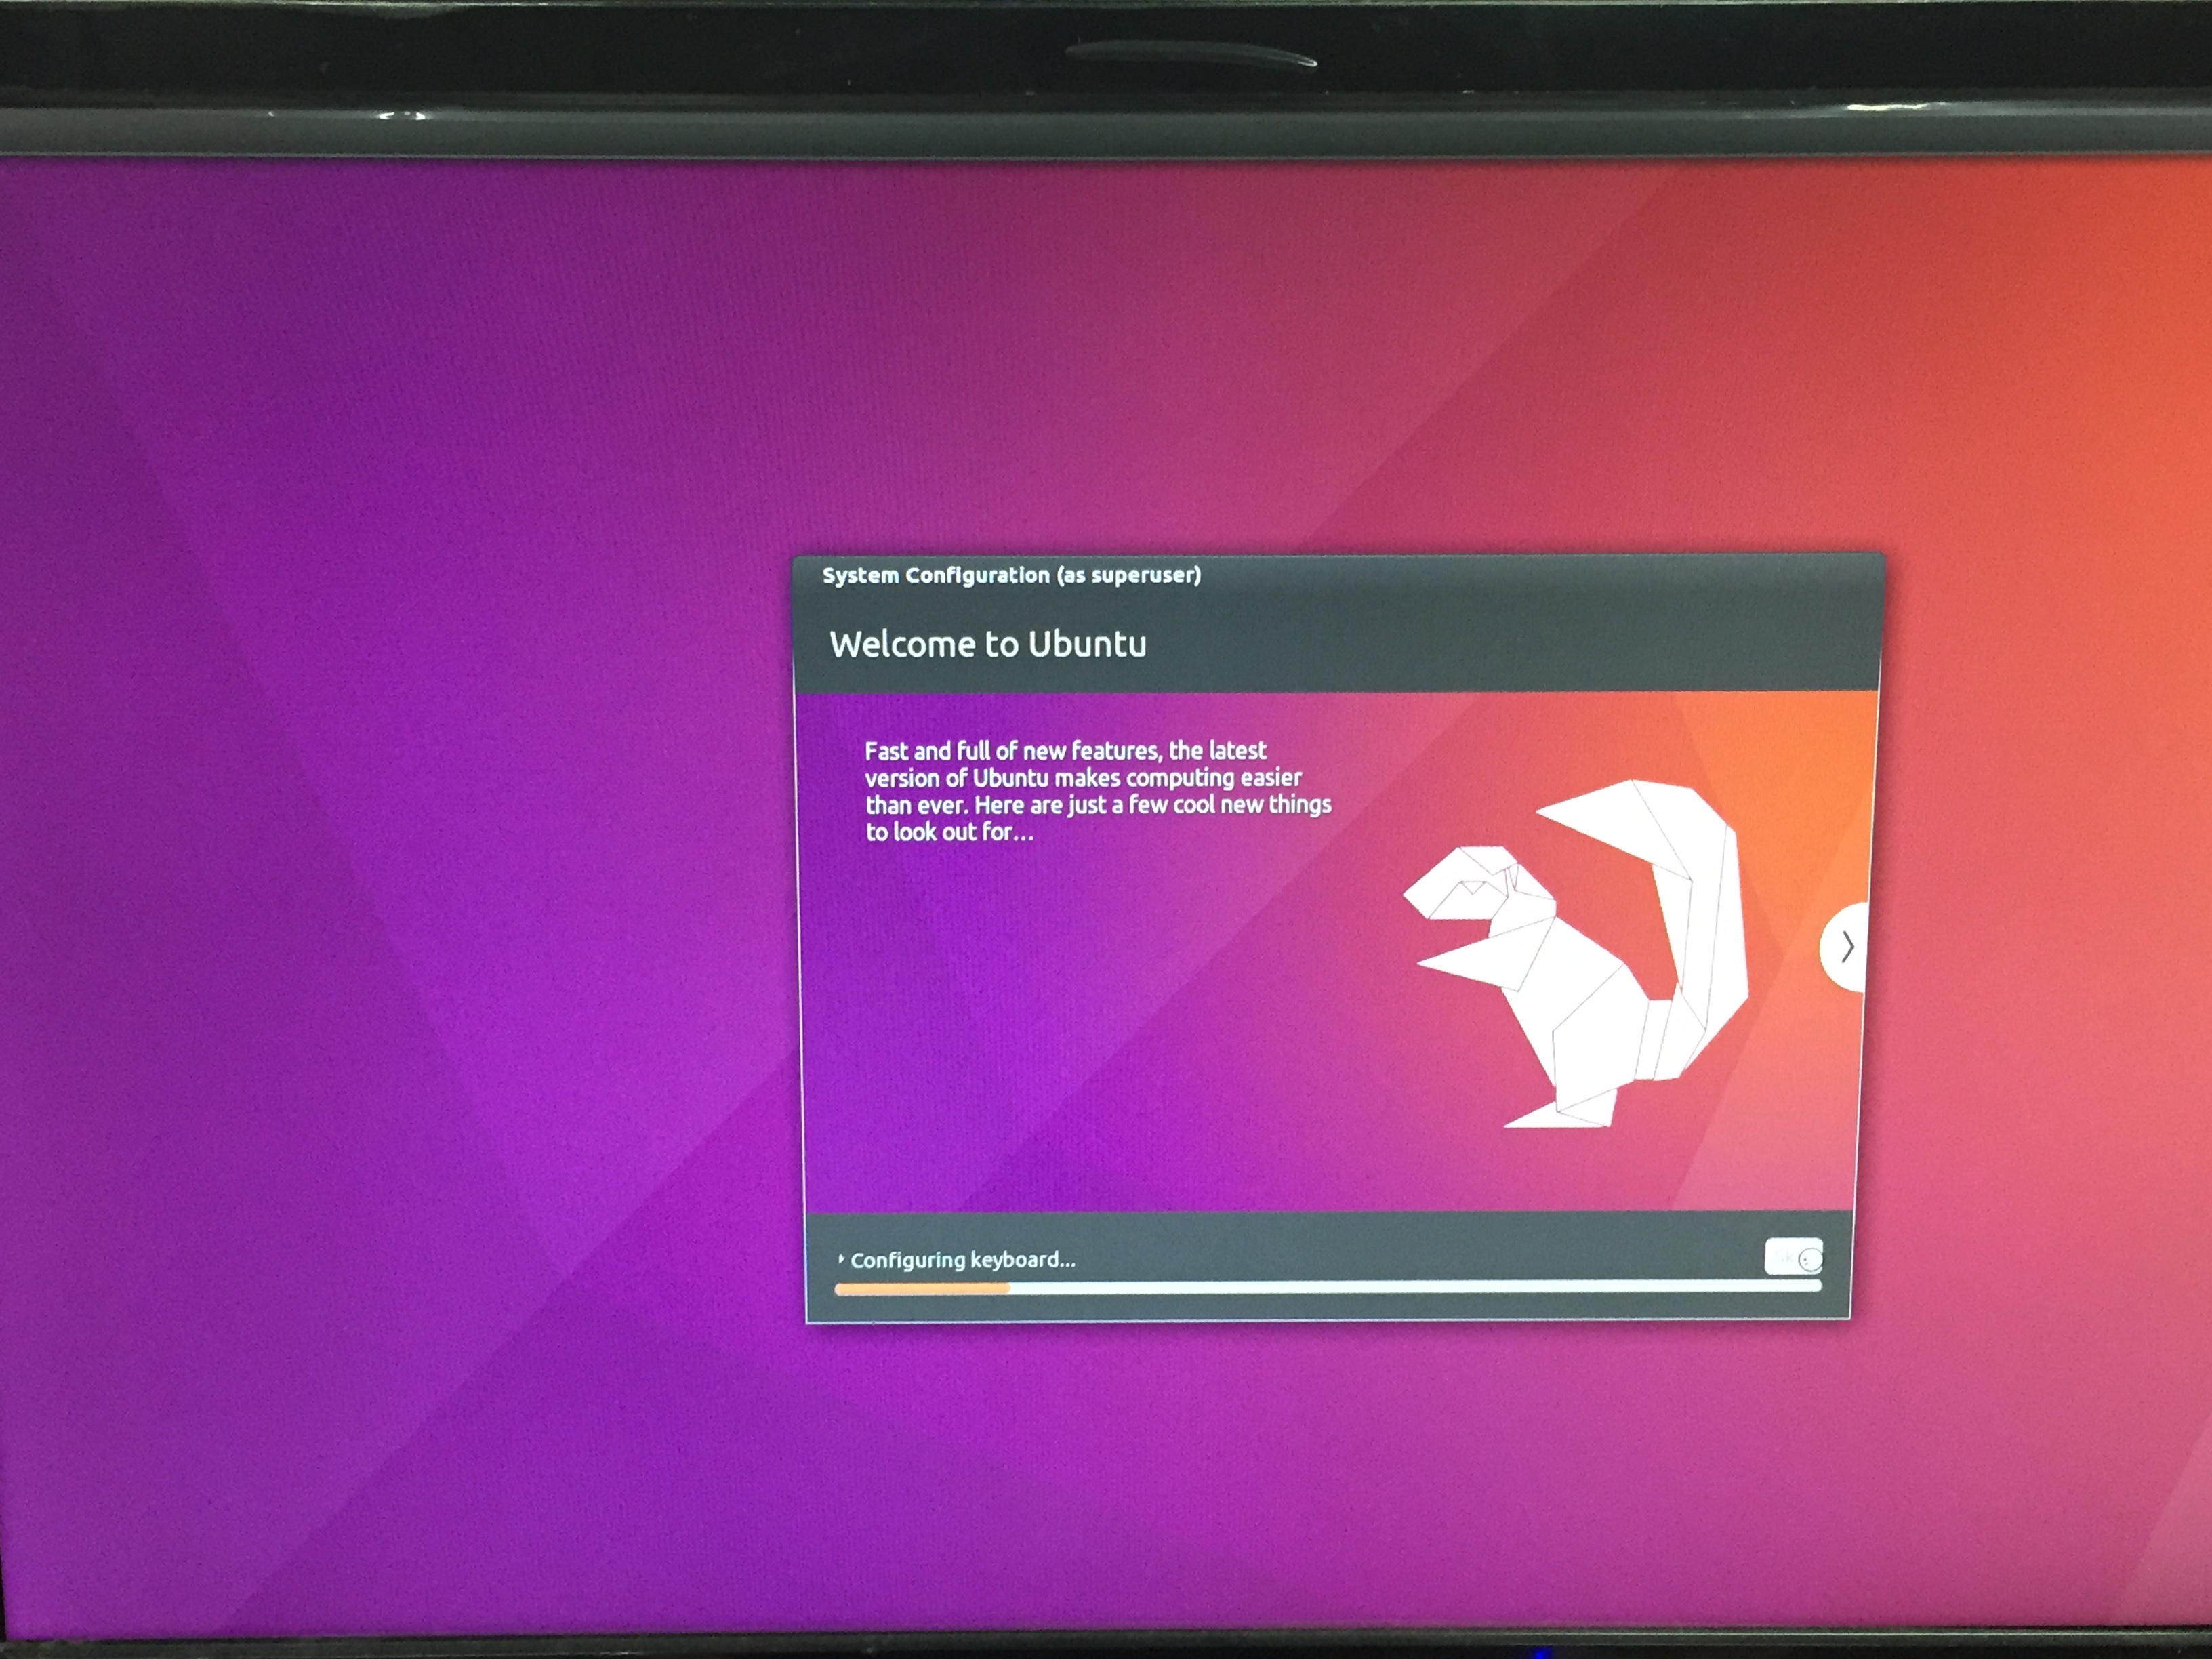 System Configuration (as superuser)
Welcome to Ubuntu
Fast and full of new features, the latest
version of Ubuntu makes computing easier
than ever. Here are just a few cool new things
to look out for...
Configuring keyboard...